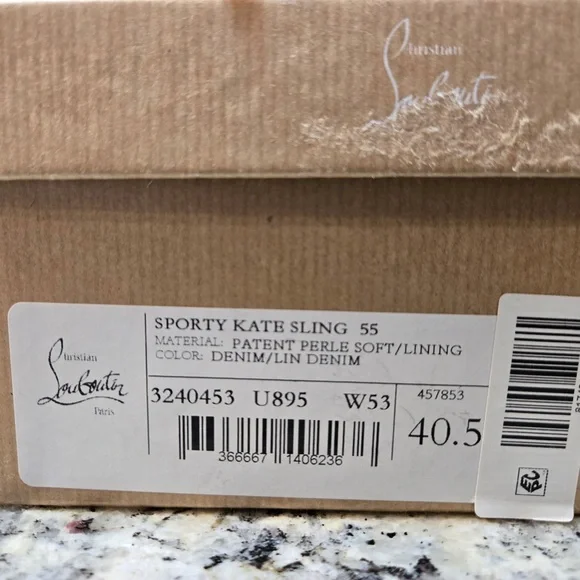 Christian
Louboutin
Christian
Louboutin
Paris
SPORTY KATE SLING 55
MATERIAL: PATENT PERLE SOFT/LINING
COLOR: DENIM/LIN DENIM
3240453 U895 W53
457853
40.5
366667 1406236